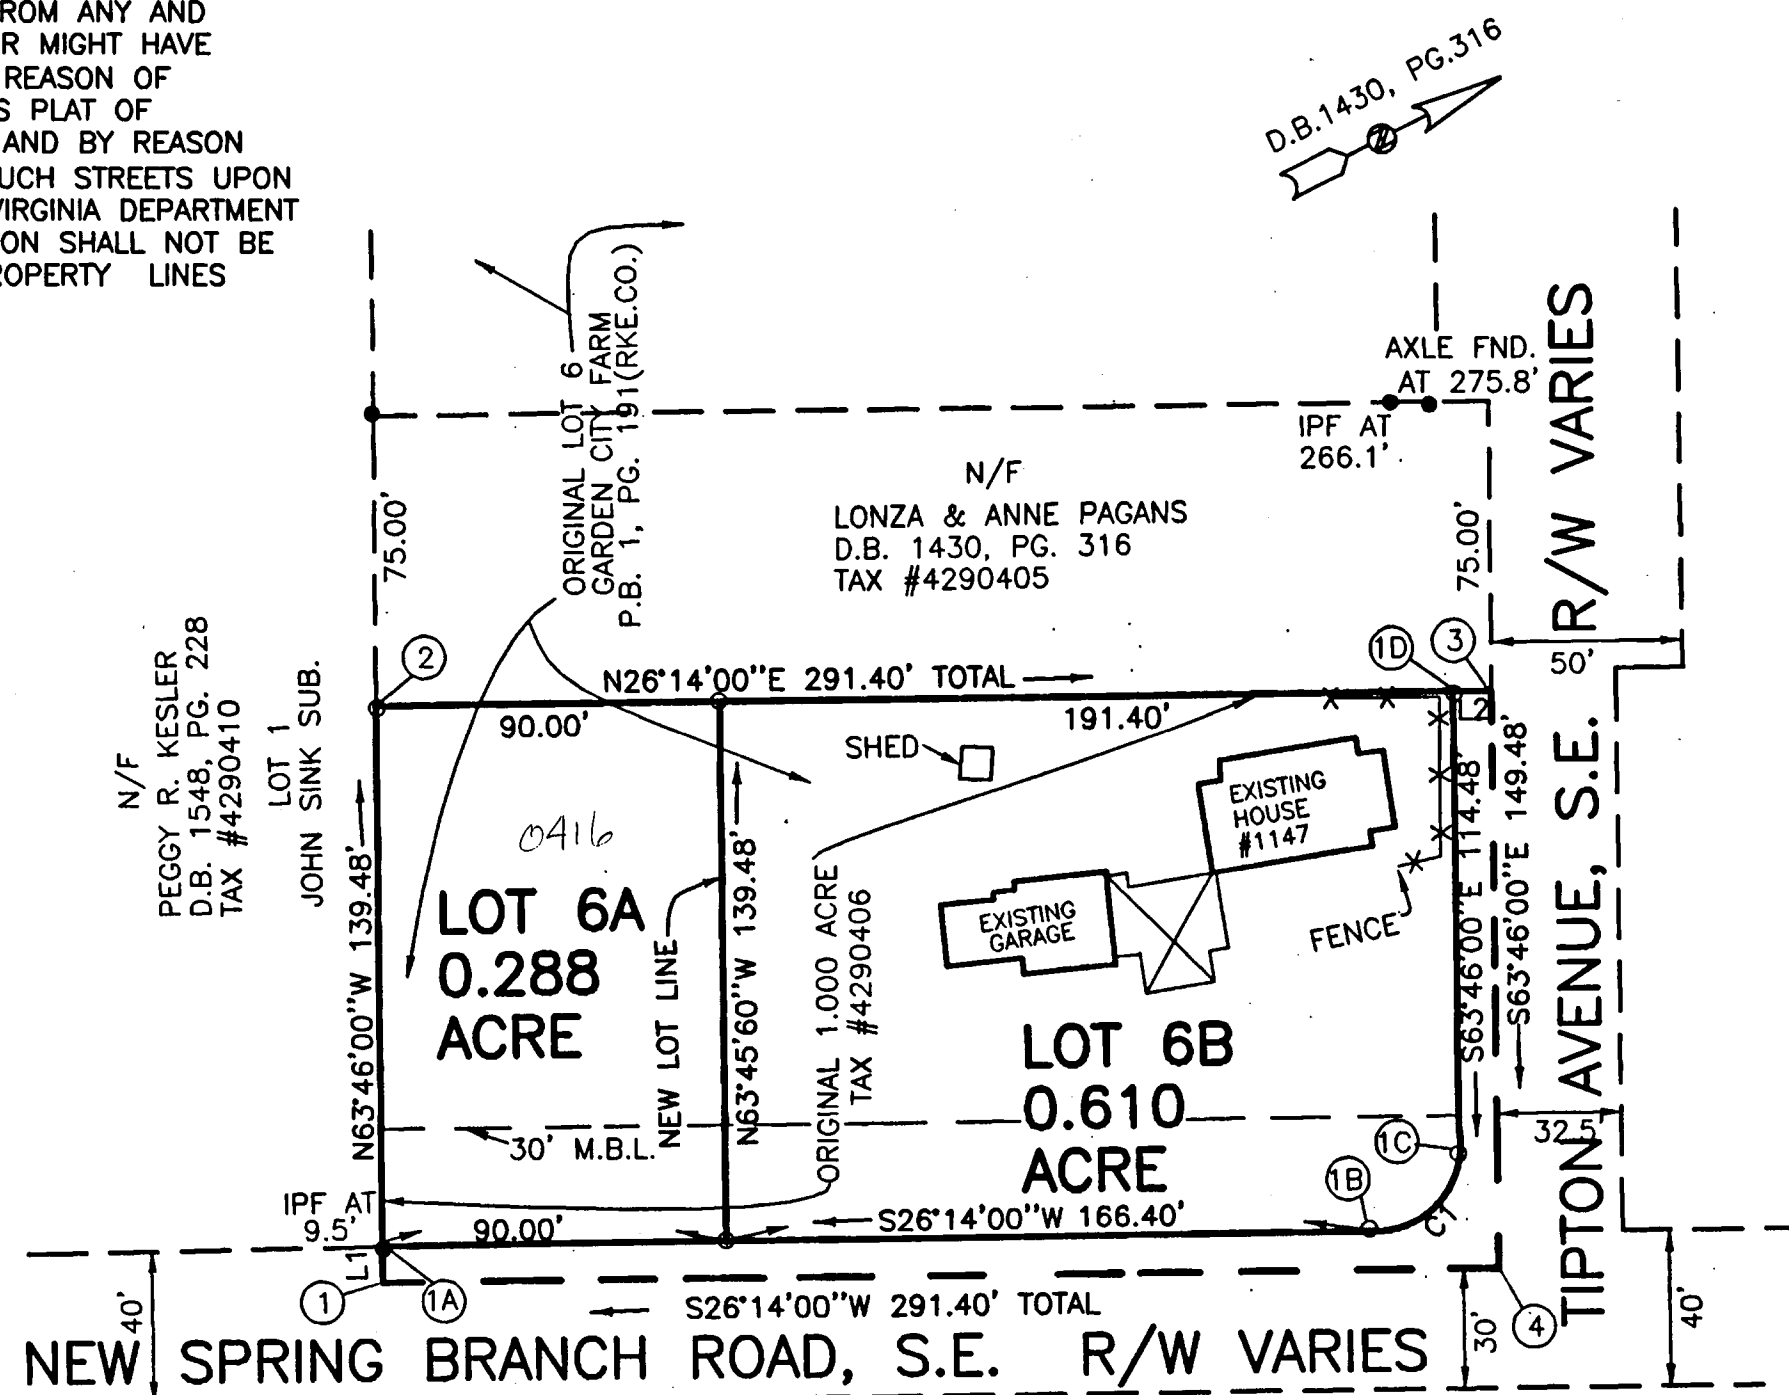 ROM ANY AND
R MIGHT HAVE
REASON OF
S PLAT OF
AND BY REASON
UCH STREETS UPON
VIRGINIA DEPARTMENT
ON SHALL NOT BE
ROPERTY LINES
D.B.1430, PG.316
ORIGINAL LOT 6
GARDEN CITY FARM
P.B. 1, PG. 191(RKE.CO.)
AXLE FND.
AT 275.8'
IPF AT
266.1'
75.00'
N/F
LONZA & ANNE PAGANS
D.B. 1430, PG. 316
TAX #4290405
75.00'
TIPTON AVENUE, S.E. R/W VARIES
50'
N/F
PEGGY R. KESLER
D.B. 1548, PG. 228
TAX #4290410
LOT 1
JOHN SINK SUB.
2
N26°14'00"E 291.40' TOTAL
1D
3
L2
90.00'
191.40'
SHED
EXISTING
HOUSE
#1147
0416
N63°46'00"W 139.48'
LOT 6A
0.288
ACRE
NEW LOT LINE
N63°45'60"W 139.48'
ORIGINAL 1.000 ACRE
TAX #4290406
EXISTING
GARAGE
FENCE
S63°46'00"E 114.48'
S63°46'00"E 149.48'
LOT 6B
0.610
ACRE
30' M.B.L.
32.5'
1C
1B
C1
IPF AT
9.5'
90.00'
S26°14'00"W 166.40'
L1
1
1A
S26°14'00"W 291.40' TOTAL
4
40'
30'
40'
NEW SPRING BRANCH ROAD, S.E. R/W VARIES